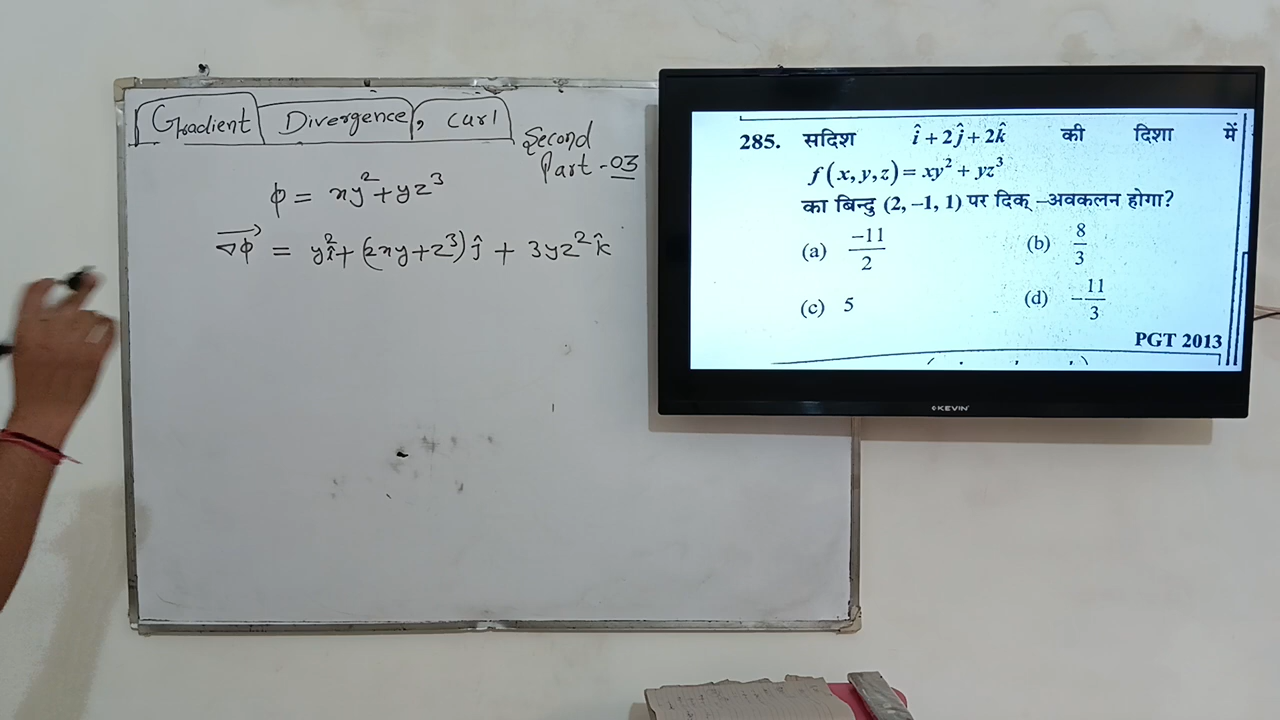 Gradient Divergence, curl
Second
Part - 03
φ = xy² + yz³
∇φ = y²î + (2xy + z³)ĵ + 3yz²k̂
285. सदिश î + 2ĵ + 2k̂ की दिशा में
f(x, y, z) = xy² + yz³
का बिन्दु (2, –1, 1) पर दिक् –अवकलन होगा?
(a) –11/2 (b) 8/3
(c) 5 (d) –11/3
PGT 2013
KEVIN